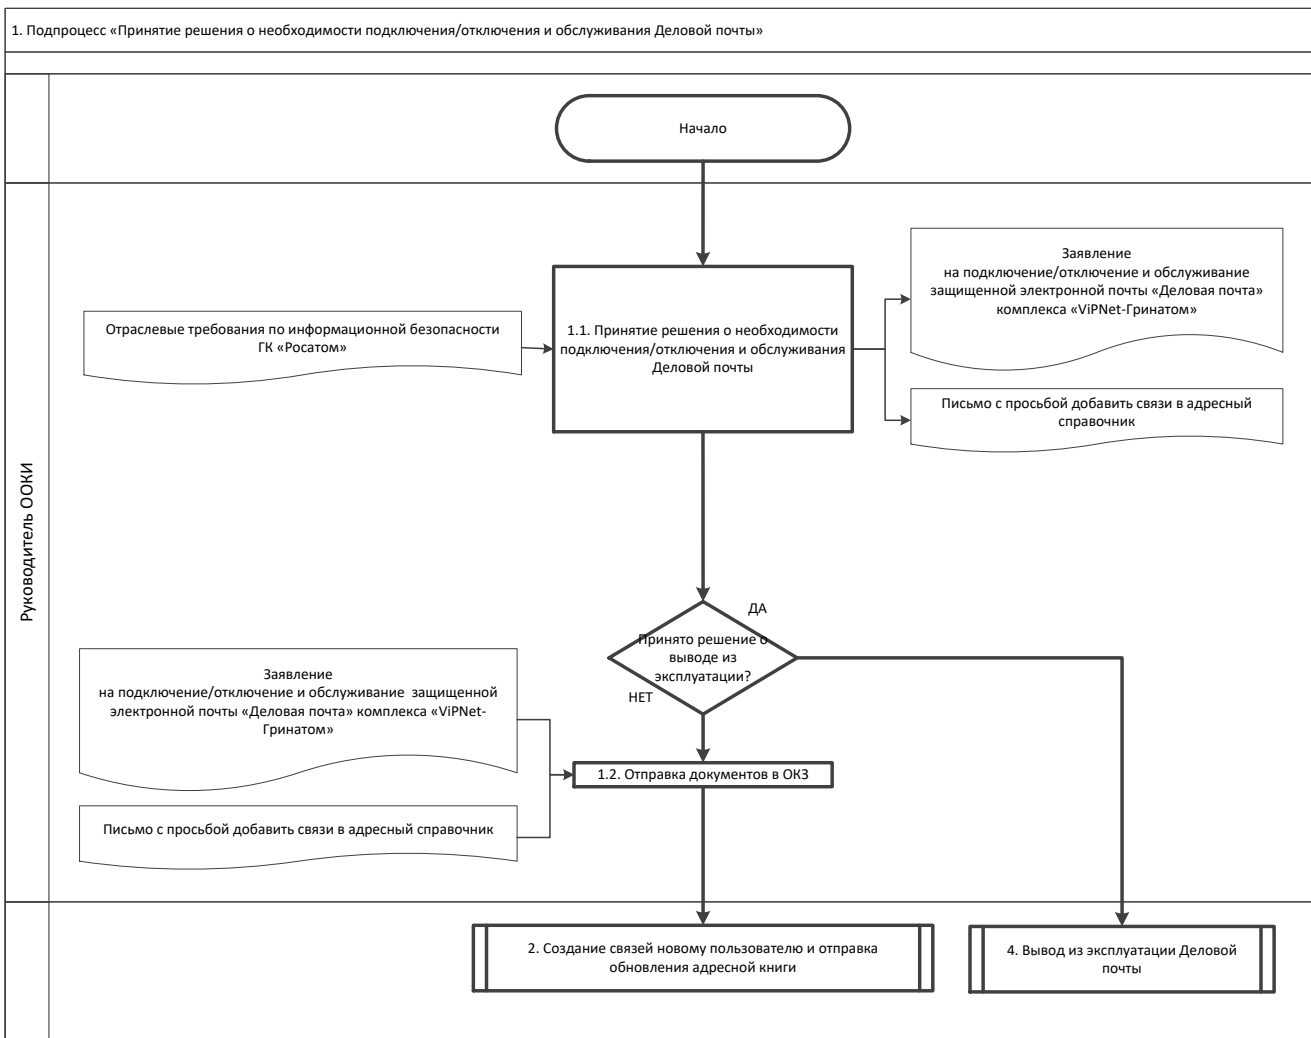 1. Подпроцесс «Принятие решения о необходимости подключения/отключения и обслуживания Деловой почты»
Начало
Руководитель ООКИ
Отраслевые требования по информационной безопасности
ГК «Росатом»
1.1. Принятие решения о необходимости
подключения/отключения и обслуживания
Деловой почты
Заявление
на подключение/отключение и обслуживание
защищенной электронной почты «Деловая почта»
комплекса «ViPNet-Гринатом»
Письмо с просьбой добавить связи в адресный
справочник
ДА
Принято решение о
выводе из
эксплуатации?
НЕТ
Заявление
на подключение/отключение и обслуживание защищенной
электронной почты «Деловая почта» комплекса «ViPNet-
Гринатом»
1.2. Отправка документов в ОКЗ
Письмо с просьбой добавить связи в адресный справочник
2. Создание связей новому пользователю и отправка
обновления адресной книги
4. Вывод из эксплуатации Деловой
почты